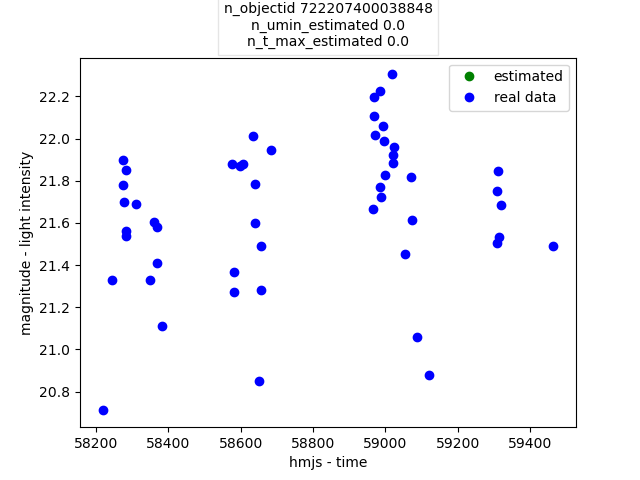 n_objectid 722207400038848
n_umin_estimated 0.0
n_t_max_estimated 0.0
estimated
real data
magnitude - light intensity
22.2
22.0
21.8
21.6
21.4
21.2
21.0
20.8
58200 58400 58600 58800 59000 59200 59400
hmjs - time